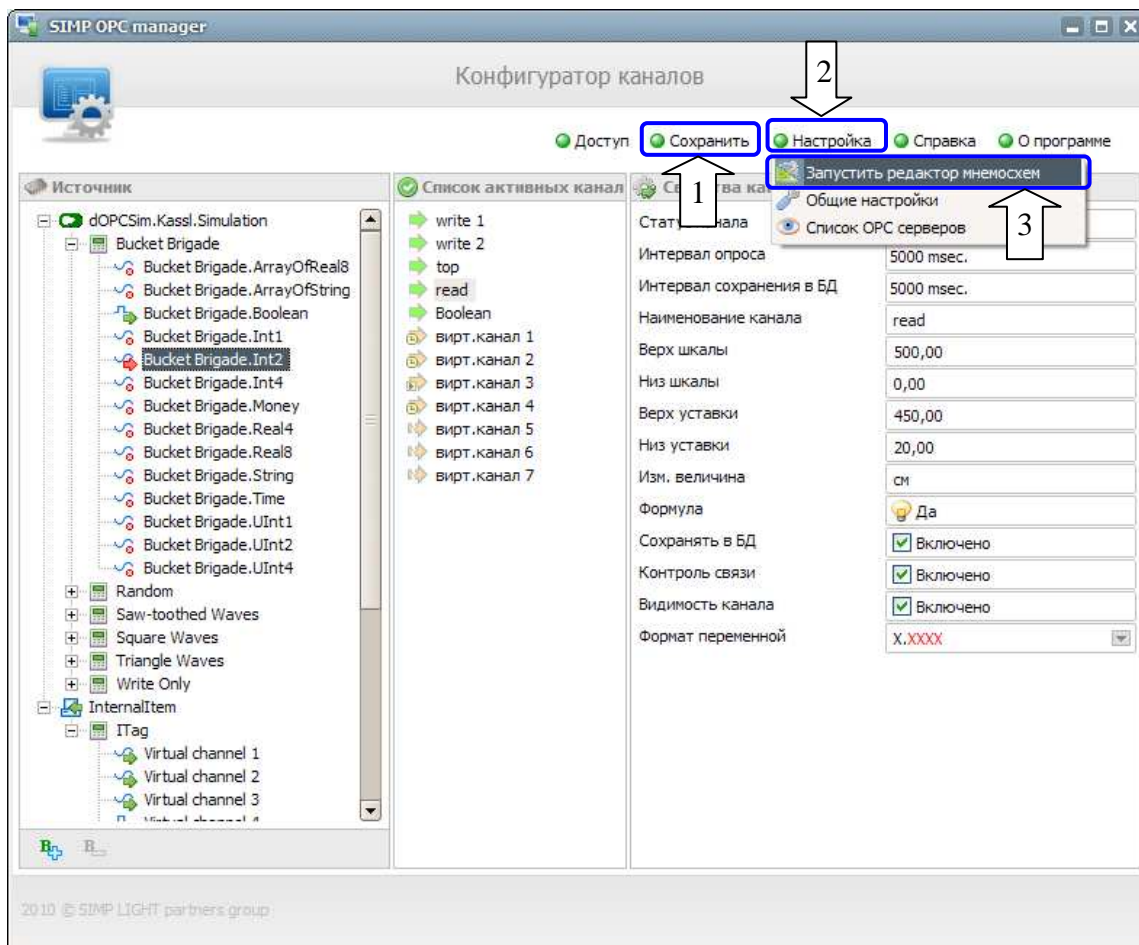 SIMP OPC manager
Конфигуратор каналов
2
Доступ Сохранить Настройка Справка О программе
1
Запустить редактор мнемосхем
Общие настройки
Список OPC серверов
3
Источник
dOPCSim.Kassl.Simulation
Bucket Brigade
Bucket Brigade.ArrayOfReal8
Bucket Brigade.ArrayOfString
Bucket Brigade.Boolean
Bucket Brigade.Int1
Bucket Brigade.Int2
Bucket Brigade.Int4
Bucket Brigade.Money
Bucket Brigade.Real4
Bucket Brigade.Real8
Bucket Brigade.String
Bucket Brigade.Time
Bucket Brigade.UInt1
Bucket Brigade.UInt2
Bucket Brigade.UInt4
Random
Saw-toothed Waves
Square Waves
Triangle Waves
Write Only
InternalItem
ITag
Virtual channel 1
Virtual channel 2
Virtual channel 3
Список активных канал
write 1
write 2
top
read
Boolean
вирт.канал 1
вирт.канал 2
вирт.канал 3
вирт.канал 4
вирт.канал 5
вирт.канал 6
вирт.канал 7
Интервал опроса 5000 msec.
Интервал сохранения в БД 5000 msec.
Наименование канала read
Верх шкалы 500,00
Низ шкалы 0,00
Верх уставки 450,00
Низ уставки 20,00
Изм. величина см
Формула Да
Сохранять в БД Включено
Контроль связи Включено
Видимость канала Включено
Формат переменной X.XXXX
2010 © SIMP LIGHT partners group